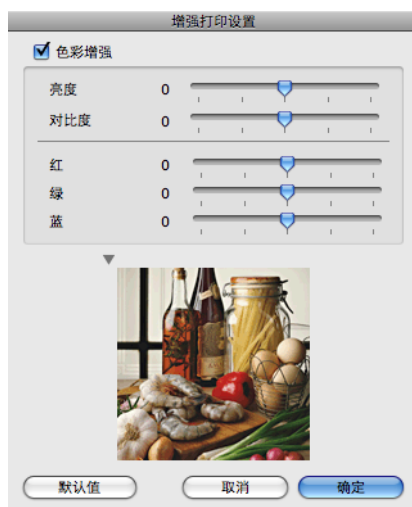 增强打印设置
色彩增强
亮度 0
对比度 0
红 0
绿 0
蓝 0
默认值 取消 确定